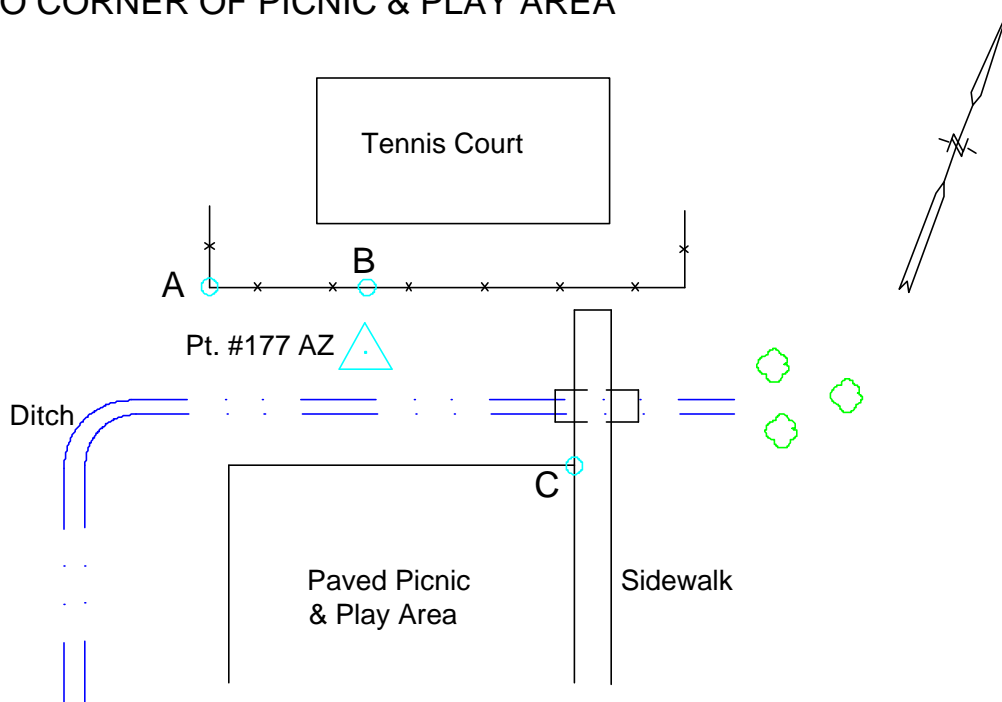 O CORNER OF PICNIC & PLAY AREA
Tennis Court
B
A
Pt. #177 AZ
Ditch
C
Paved Picnic
& Play Area
Sidewalk
N